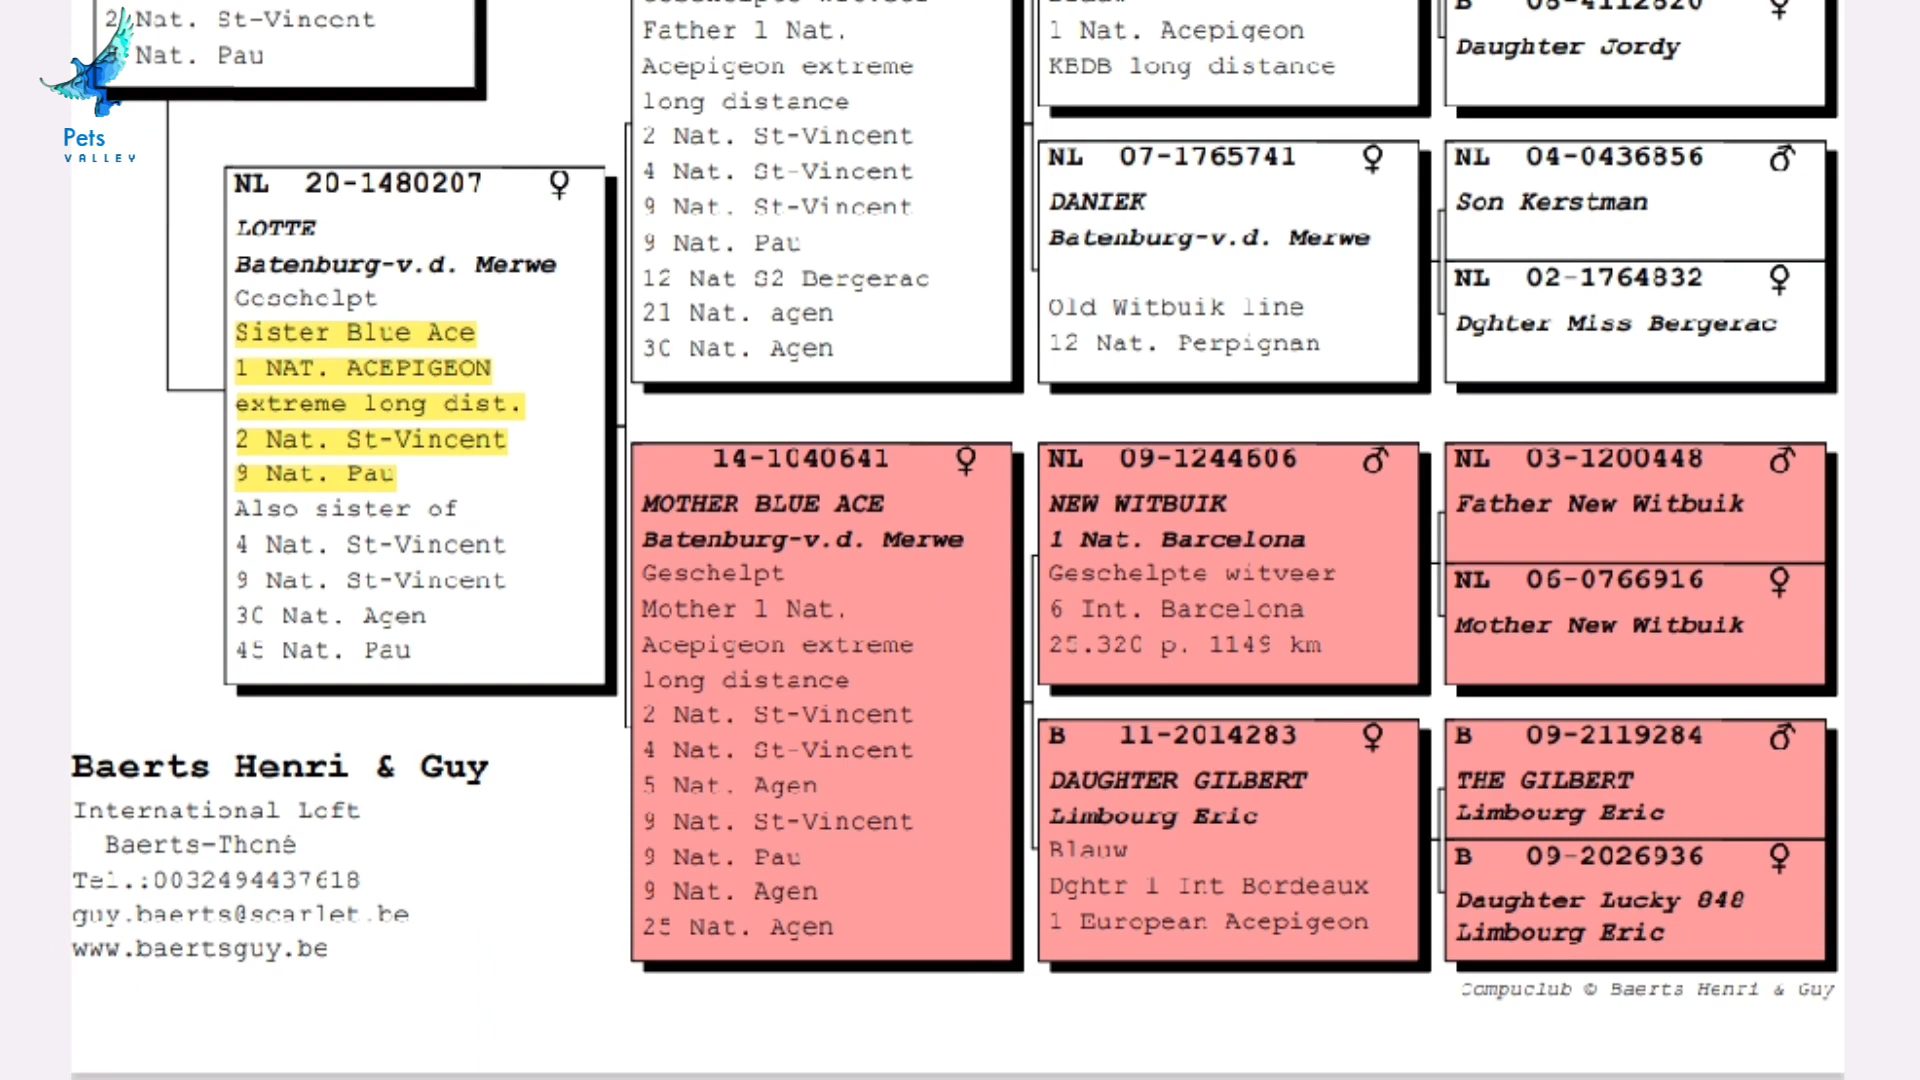 2 Nat. St-Vincent
Nat. Pau
Pets
VALLEY
NL 20-1480207 ♀
LOTTE
Batenburg-v.d. Merwe
Geschelpt
Sister Blue Ace
1 NAT. ACEPIGEON
extreme long dist.
2 Nat. St-Vincent
9 Nat. Pau
Also sister of
4 Nat. St-Vincent
9 Nat. St-Vincent
30 Nat. Agen
45 Nat. Pau
Baerts Henri & Guy
International Loft
Baerts-Thoné
Tel.:0032494437618
guy.baerts@scarlet.be
www.baertsguy.be
Father 1 Nat.
Acepigeon extreme
long distance
2 Nat. St-Vincent
4 Nat. St-Vincent
9 Nat. St-Vincent
9 Nat. Pau
12 Nat S2 Bergerac
21 Nat. agen
30 Nat. Agen
14-1040641 ♀
MOTHER BLUE ACE
Batenburg-v.d. Merwe
Geschelpt
Mother 1 Nat.
Acepigeon extreme
long distance
2 Nat. St-Vincent
4 Nat. St-Vincent
5 Nat. Agen
9 Nat. St-Vincent
9 Nat. Pau
9 Nat. Agen
25 Nat. Agen
1 Nat. Acepigeon
KBDB long distance
NL 07-1765741 ♀
DANIEK
Batenburg-v.d. Merwe
Old Witbuik line
12 Nat. Perpignan
NL 09-1244606 ♂
NEW WITBUIK
1 Nat. Barcelona
Geschelpte witveer
6 Int. Barcelona
25.320 p. 1149 km
B 11-2014283 ♀
DAUGHTER GILBERT
Limbourg Eric
Blauw
Dghtr 1 Int Bordeaux
1 European Acepigeon
Daughter Jordy
NL 04-0436856 ♂
Son Kerstman
NL 02-1764832 ♀
Dghter Miss Bergerac
NL 03-1200448 ♂
Father New Witbuik
NL 06-0766916 ♀
Mother New Witbuik
B 09-2119284 ♂
THE GILBERT
Limbourg Eric
B 09-2026936 ♀
Daughter Lucky 848
Limbourg Eric
Compuclub © Baerts Henri & Guy